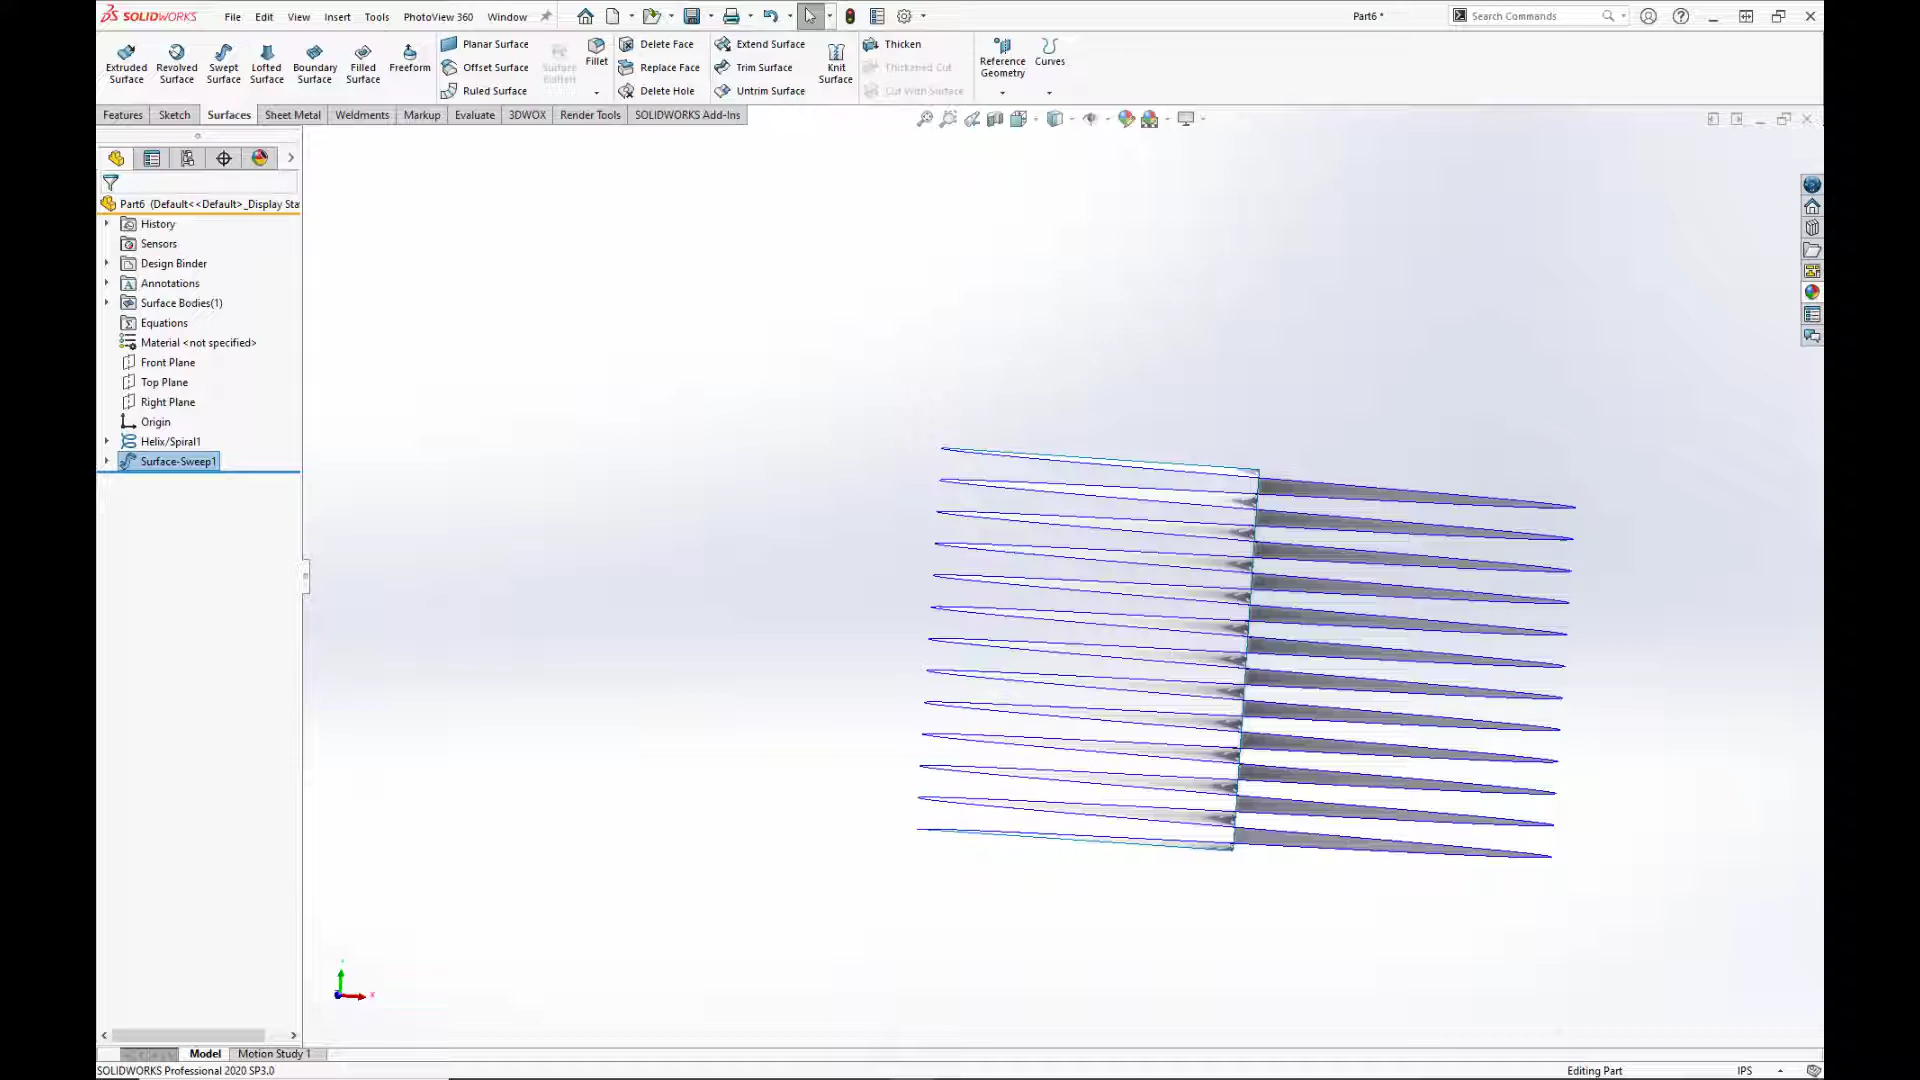 SOLIDWORKS File Edit View Insert Tools PhotoView 360 Window Part6 * Search Commands
Extruded Surface
Revolved Surface
Swept Surface
Lofted Surface
Boundary Surface
Filled Surface
Freeform
Planar Surface
Offset Surface
Ruled Surface
Surface Flatten
Fillet
Delete Face
Replace Face
Delete Hole
Extend Surface
Trim Surface
Untrim Surface
Knit Surface
Thicken
Thickened Cut
Cut With Surface
Reference Geometry
Curves
Features Sketch Surfaces Sheet Metal Weldments Markup Evaluate 3DWOX Render Tools SOLIDWORKS Add-Ins
Part6 (Default<<Default>_Display Sta
History
Sensors
Design Binder
Annotations
Surface Bodies(1)
Equations
Material <not specified>
Front Plane
Top Plane
Right Plane
Origin
Helix/Spiral1
Surface-Sweep1
x
Model Motion Study 1
SOLIDWORKS Professional 2020 SP3.0 Editing Part IPS